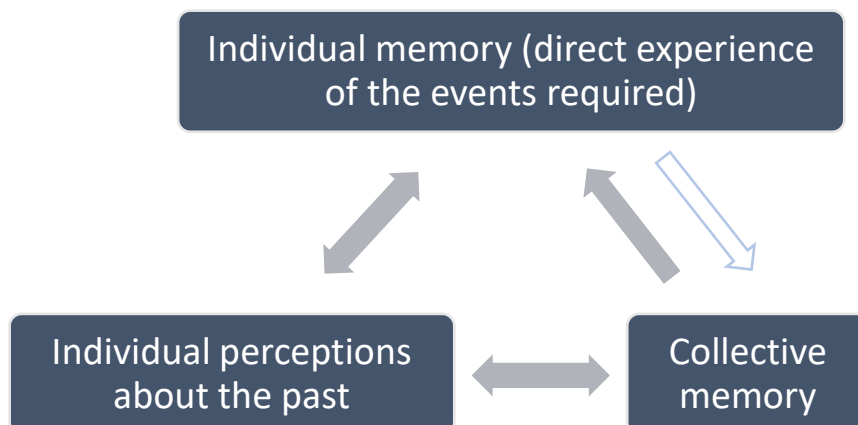 Individual memory (direct experience
of the events required)
Individual perceptions
about the past
Collective
memory